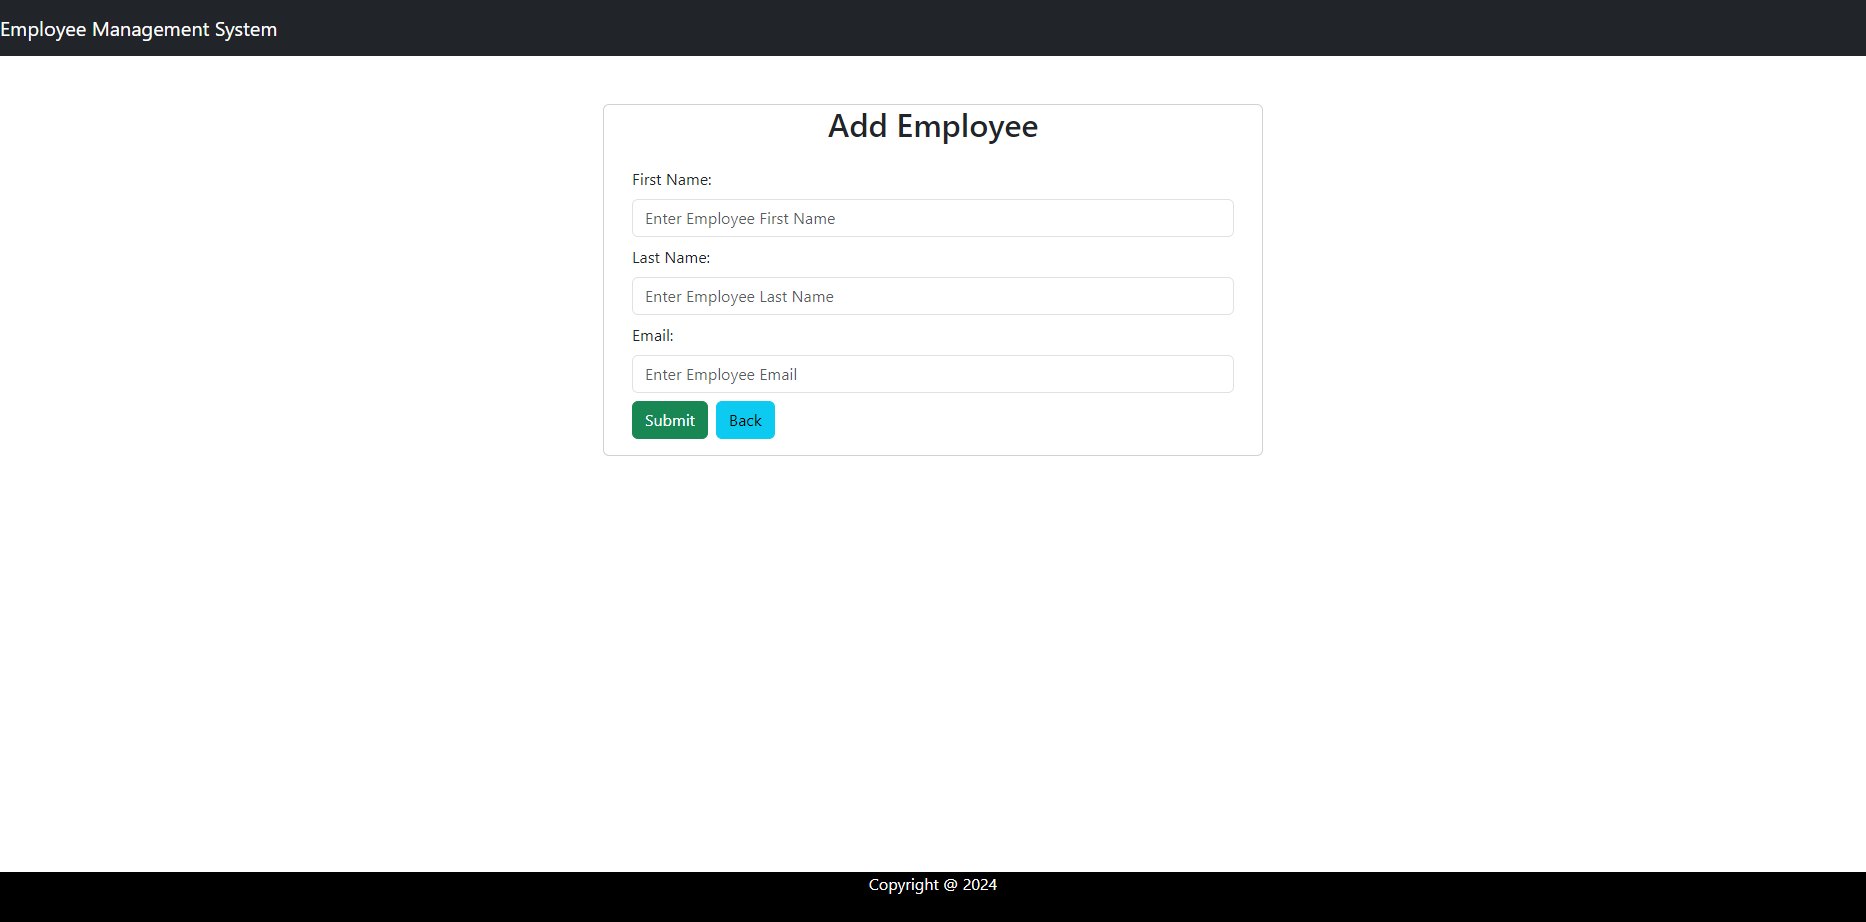 Employee Management System
Add Employee
First Name:
Enter Employee First Name
Last Name:
Enter Employee Last Name
Email:
Enter Employee Email
Submit Back
Copyright @ 2024